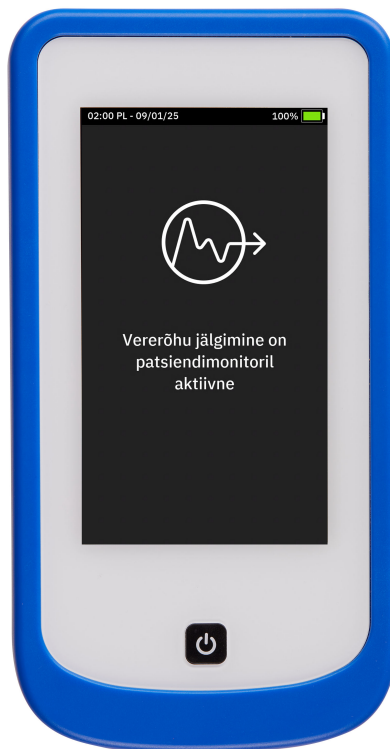 02:00 PL - 09/01/25 100%
Vererõhu jälgimine on
patsiendimonitoril
aktiivne